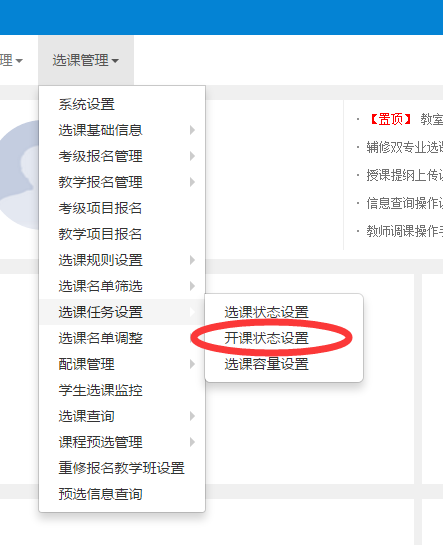 理
选课管理
系统设置
选课基础信息
考级报名管理
教学报名管理
考级项目报名
教学项目报名
选课规则设置
选课名单筛选
选课任务设置
选课名单调整
配课管理
学生选课监控
选课查询
课程预选管理
重修报名教学班设置
预选信息查询
选课状态设置
开课状态设置
选课容量设置
· 【置顶】 教室
· 辅修双专业选课
· 授课提纲上传
· 信息查询操作
· 教师调课操作